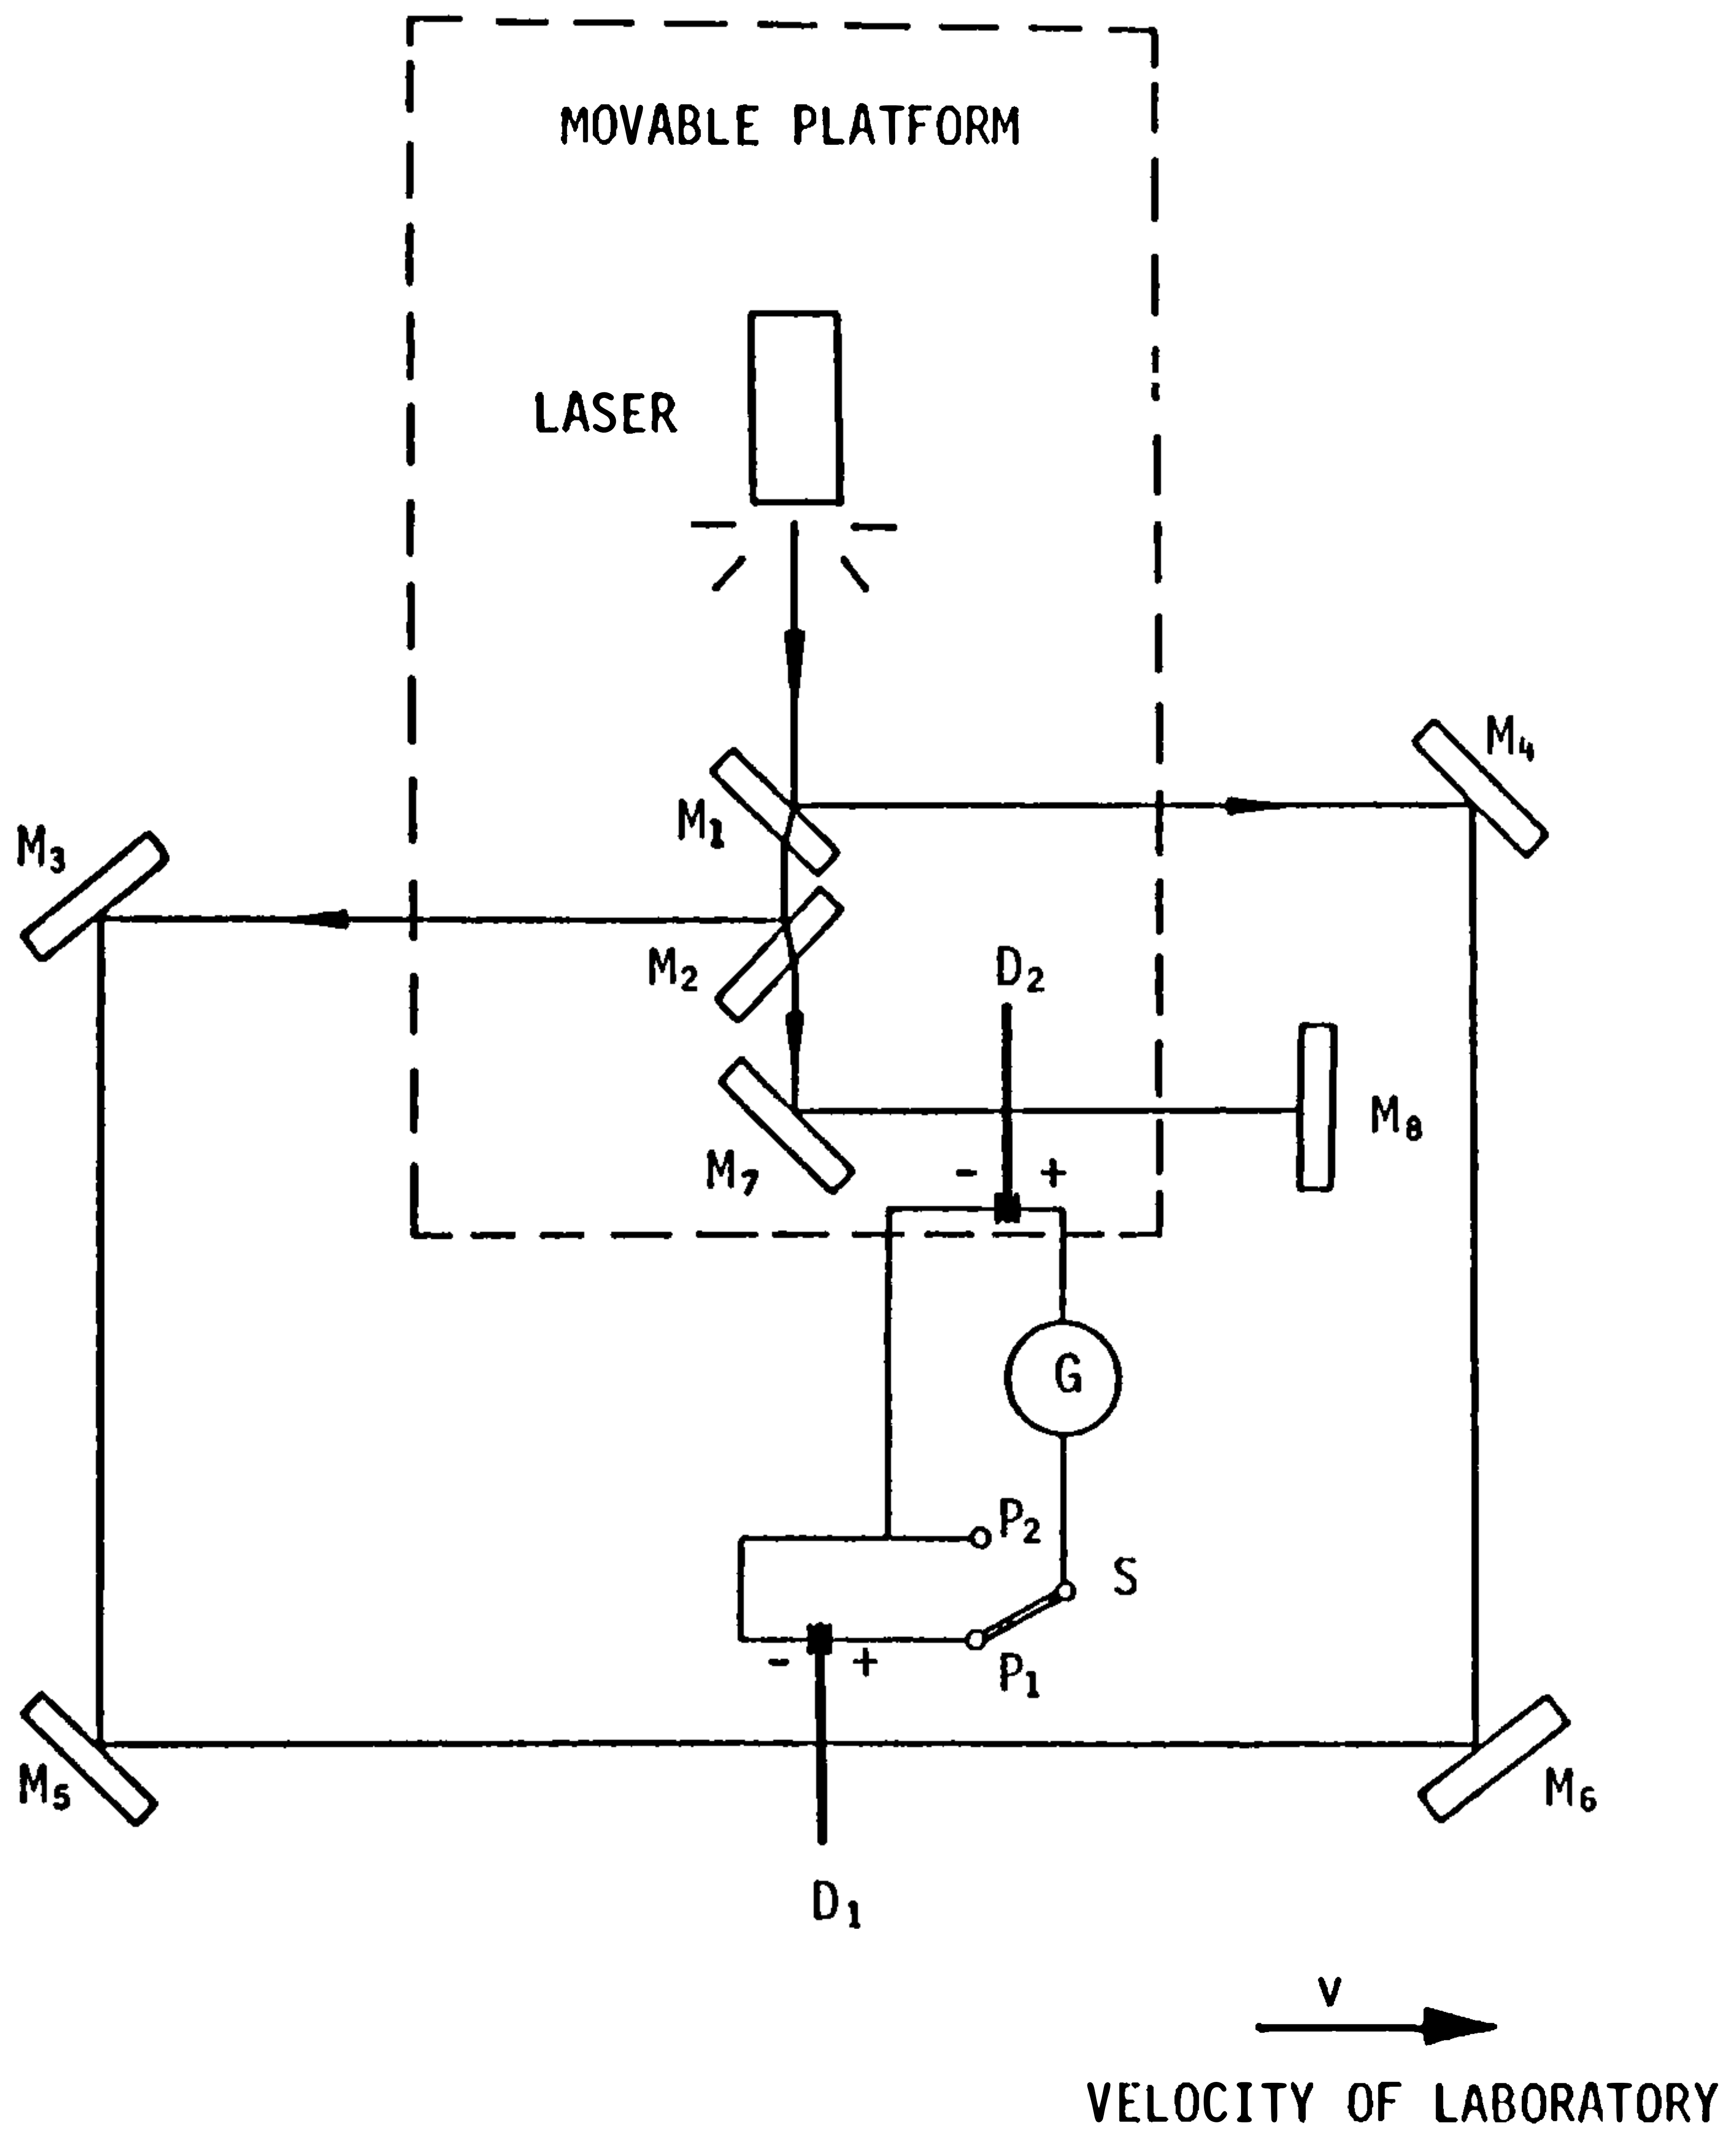 MOVABLE PLATFORM
LASER
M₄
M₁
M₃
M₂
D₂
M₈
M₇
- +
G
P₂
S
- +
P₁
M₅
M₆
D₁
V
VELOCITY OF LABORATORY